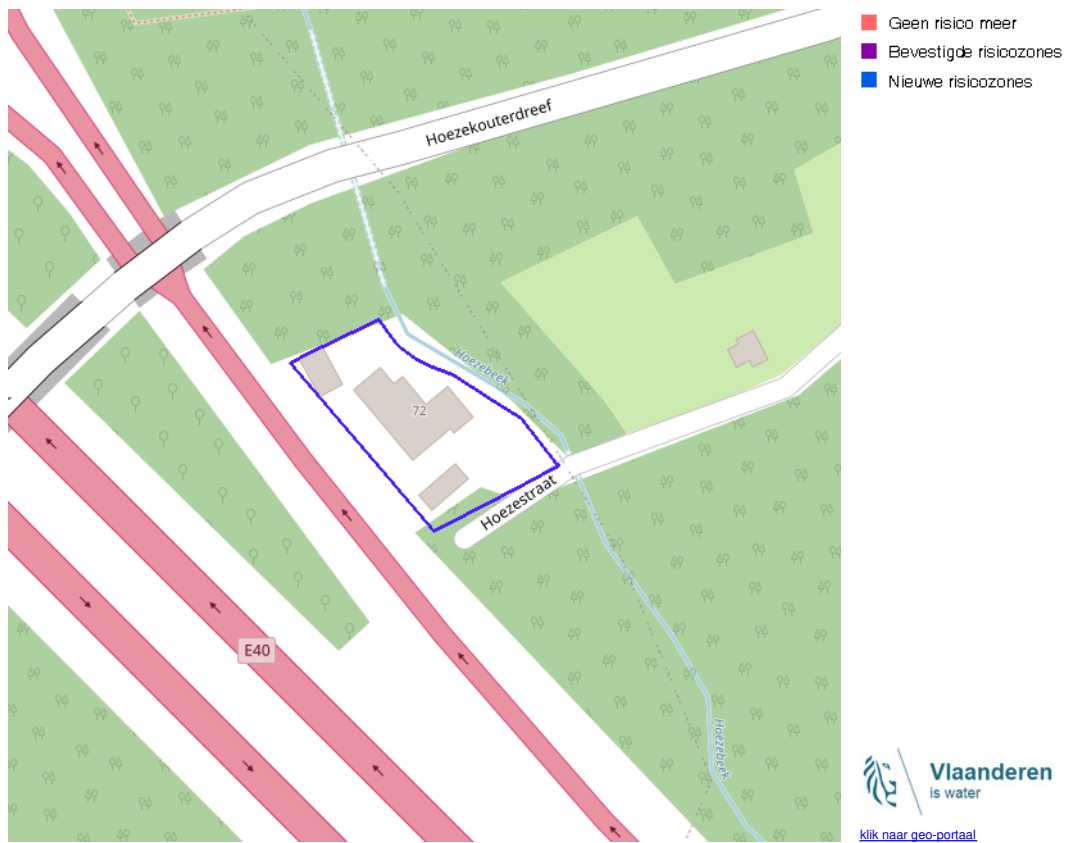 Geen risico meer
Bevestigde risicozones
Nieuwe risicozones
Hoezekouterdreef
Hoezebeek
72
Hoezestraat
E40
Hoezebeek
Vlaanderen
is water
klik naar geo-portaal